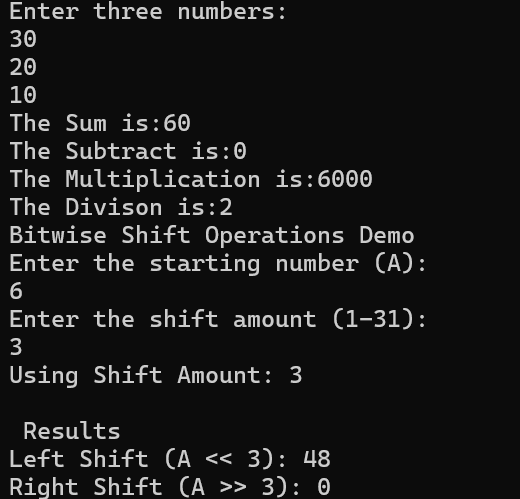 Enter three numbers:
30
20
10
The Sum is:60
The Subtract is:0
The Multiplication is:6000
The Divison is:2
Bitwise Shift Operations Demo
Enter the starting number (A):
6
Enter the shift amount (1-31):
3
Using Shift Amount: 3
Results
Left Shift (A << 3): 48
Right Shift (A >> 3): 0